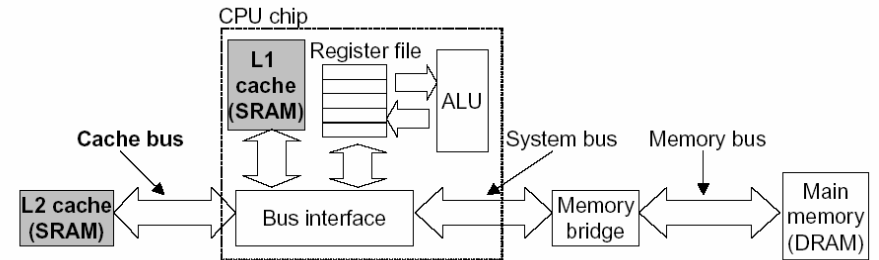 CPU chip
L1
cache
(SRAM)
Register file
ALU
Cache bus
System bus
Memory bus
L2 cache
(SRAM)
Bus interface
Memory
bridge
Main
memory
(DRAM)